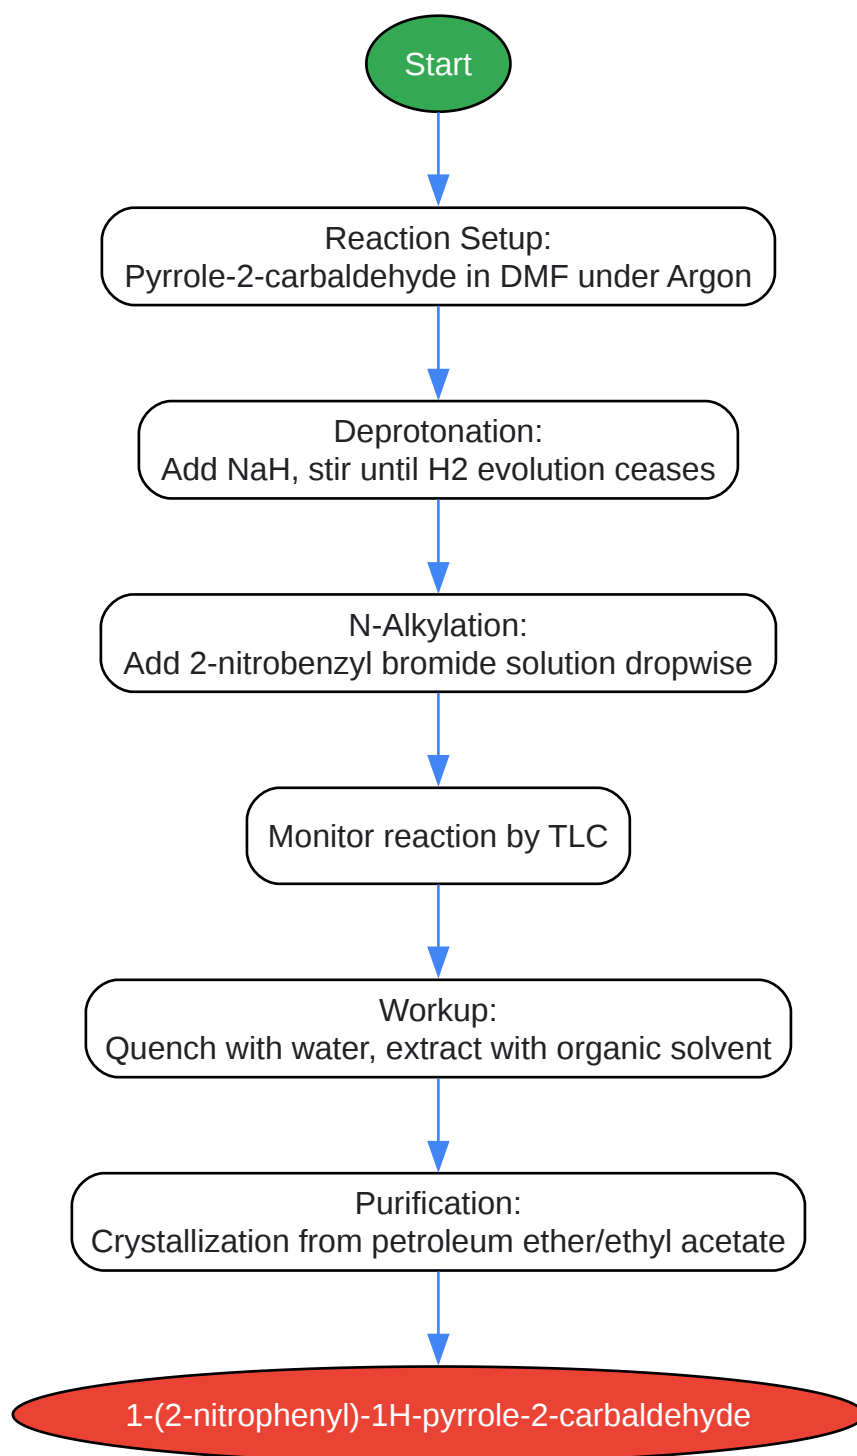 Start
Reaction Setup:
Pyrrole-2-carbaldehyde in DMF under Argon
Deprotonation:
Add NaH, stir until H2 evolution ceases
N-Alkylation:
Add 2-nitrobenzyl bromide solution dropwise
Monitor reaction by TLC
Workup:
Quench with water, extract with organic solvent
Purification:
Crystallization from petroleum ether/ethyl acetate
1-(2-nitrophenyl)-1H-pyrrole-2-carbaldehyde